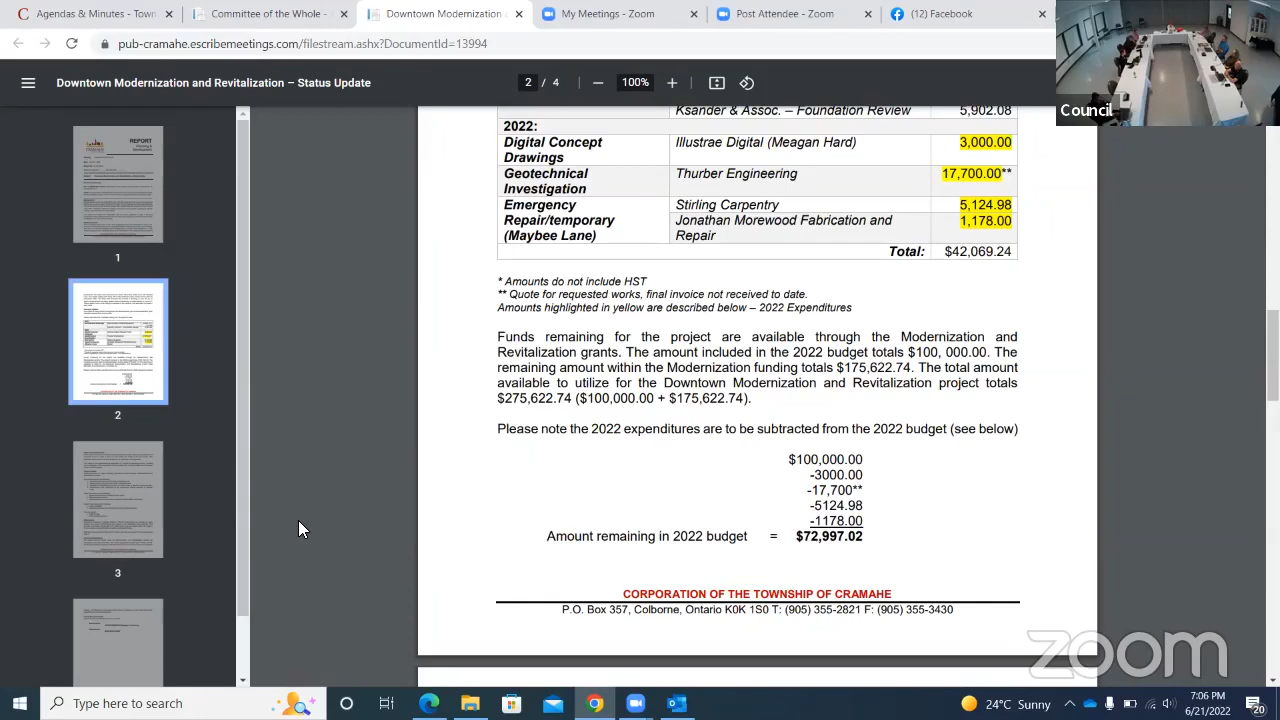 Agendas & Minutes - Town
Committee of the Whole -
Downtown Modernization
My Meetings - Zoom
Post Attendee - Zoom
(12) Facebook
pub-cramahe.escribemeetings.com/filestream.ashx?DocumentId=13994
Downtown Modernization and Revitalization – Status Update
2 / 4
100%
Council
REPORT
1
2
3
Ksander & Assoc. – Foundation Review 5,902.08
2022:
Digital Concept Drawings Illustrae Digital (Meagan Hard) 3,000.00
Geotechnical Investigation Thurber Engineering 17,700.00**
Emergency Stirling Carpentry 5,124.98
Repair/temporary Jonathan Morewood Fabrication and 1,178.00
(Maybee Lane) Repair
Total: $42,069.24
* Amounts do not include HST
** Quote for requested works, final invoice not received to date.
Amounts highlighted in yellow are described below – 2022 Expenditures
Funds remaining for the project are available through the Modernization and
Revitalization grants. The amount included in the 2022 budget totals $100, 000.00. The
remaining amount within the Modernization funding totals $175,622.74. The total amount
available to utilize for the Downtown Modernization and Revitalization project totals
$275,622.74 ($100,000.00 + $175,622.74).
Please note the 2022 expenditures are to be subtracted from the 2022 budget (see below)
$100,000.00
-3000.00
-17,700**
-5124.98
-1178.00
Amount remaining in 2022 budget = $72,997.02
CORPORATION OF THE TOWNSHIP OF CRAMAHE
P.O. Box 357, Colborne, Ontario K0K 1S0 T: (905) 355-2821 F: (905) 355-3430
zoom
Type here to search
24°C Sunny
7:06 PM
6/21/2022
20